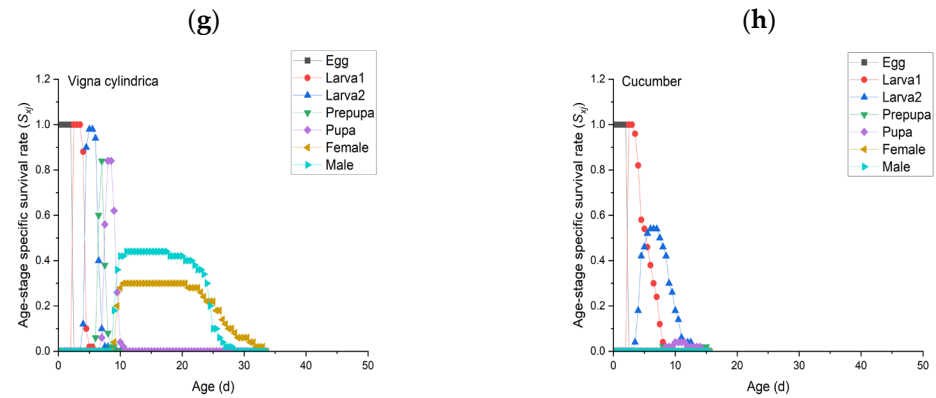 (g)
Egg
Larva1
Larva2
Prepupa
Pupa
Female
Male
Vigna cylindrica
Age-stage specific survival rate (Sxj)
1.2
1.0
0.8
0.6
0.4
0.2
0.0
0 10 20 30 40 50
Age (d)
(h)
Egg
Larva1
Larva2
Prepupa
Pupa
Female
Male
Cucumber
Age-stage specific survival rate (Sxj)
1.2
1.0
0.8
0.6
0.4
0.2
0.0
0 10 20 30 40 50
Age (d)